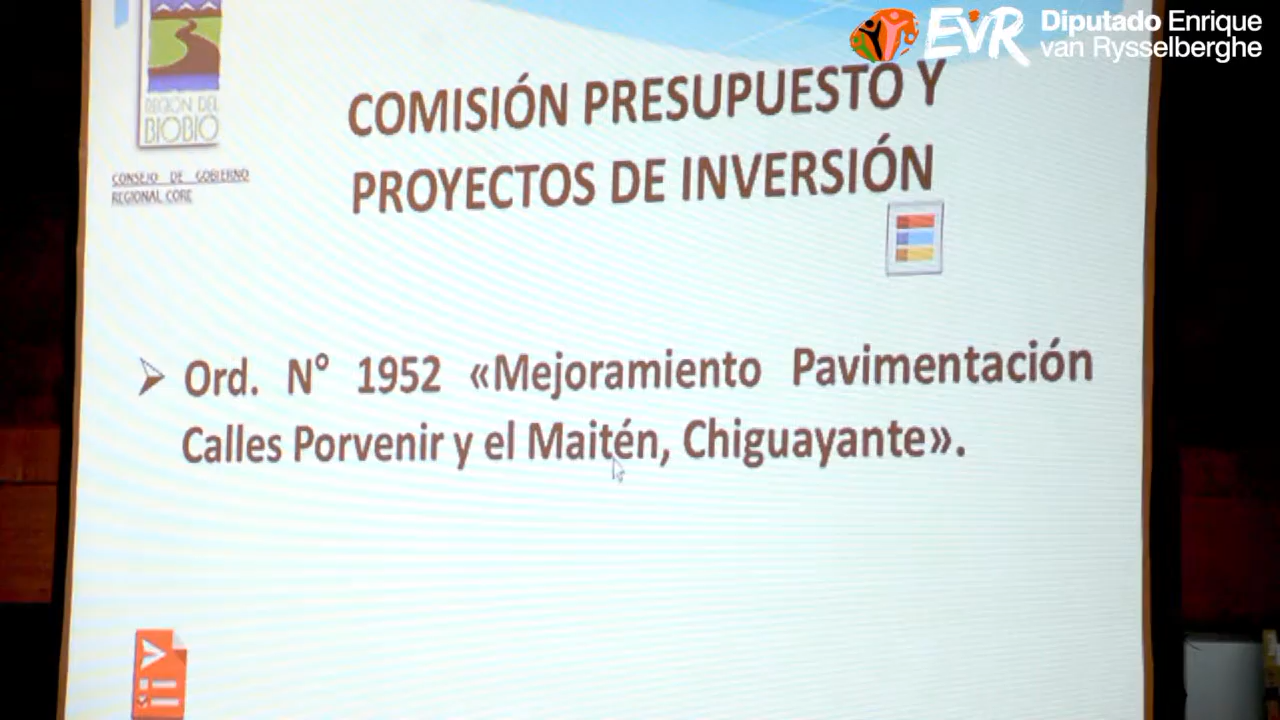 EVR Diputado Enrique
van Rysselberghe
REGIÓN DEL
BIOBIO
CONSEJO DE GOBIERNO
REGIONAL CORE
COMISIÓN PRESUPUESTO Y
PROYECTOS DE INVERSIÓN
Ord. N° 1952 «Mejoramiento Pavimentación
Calles Porvenir y el Maitén, Chiguayante».